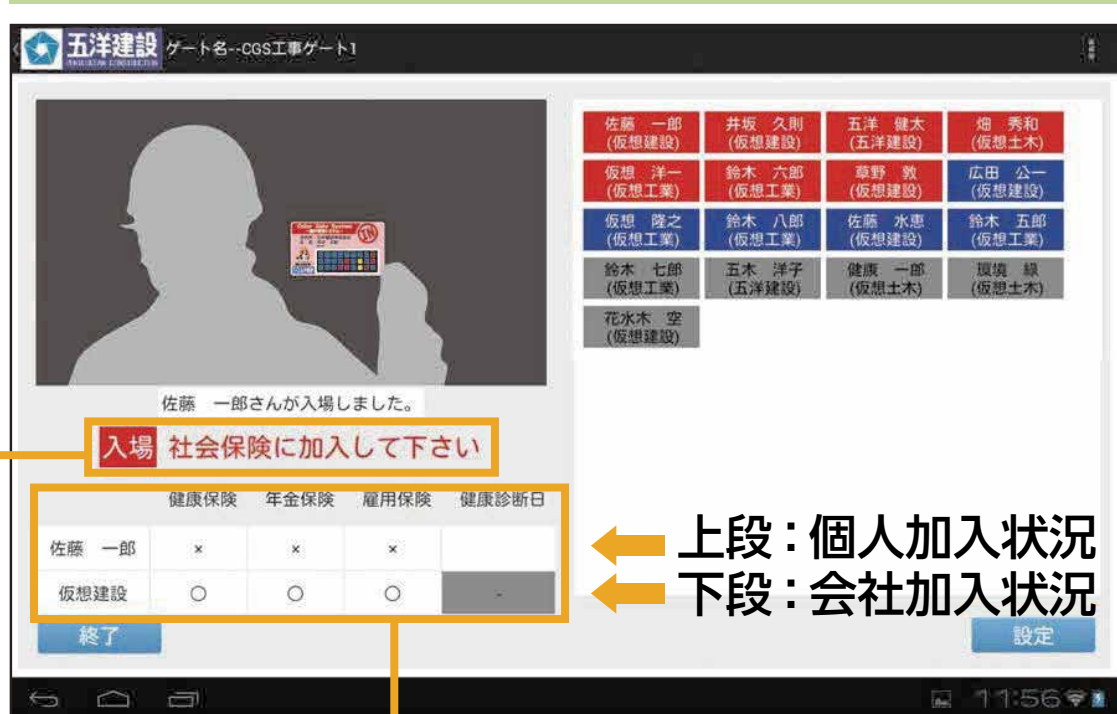 五洋建設 ゲート名--CGS工事ゲート1
佐藤 一郎
(仮想建設)
井坂 久則
(仮想建設)
五洋 健太
(五洋建設)
畑 秀和
(仮想土木)
仮想 洋一
(仮想工業)
鈴木 六郎
(仮想工業)
草野 敦
(仮想建設)
広田 公一
(仮想建設)
仮想 隆之
(仮想工業)
鈴木 八郎
(仮想工業)
佐藤 水恵
(仮想建設)
鈴木 五郎
(仮想工業)
鈴木 七郎
(仮想工業)
五木 洋子
(五洋建設)
健康 一郎
(仮想土木)
環境 緑
(仮想土木)
花水木 空
(仮想建設)
IN
佐藤 一郎さんが入場しました。
入場 社会保険に加入して下さい
健康保険 年金保険 雇用保険 健康診断日
佐藤 一郎 × × ×
仮想建設 ○ ○ ○ -
上段：個人加入状況
下段：会社加入状況
終了
設定
11:56